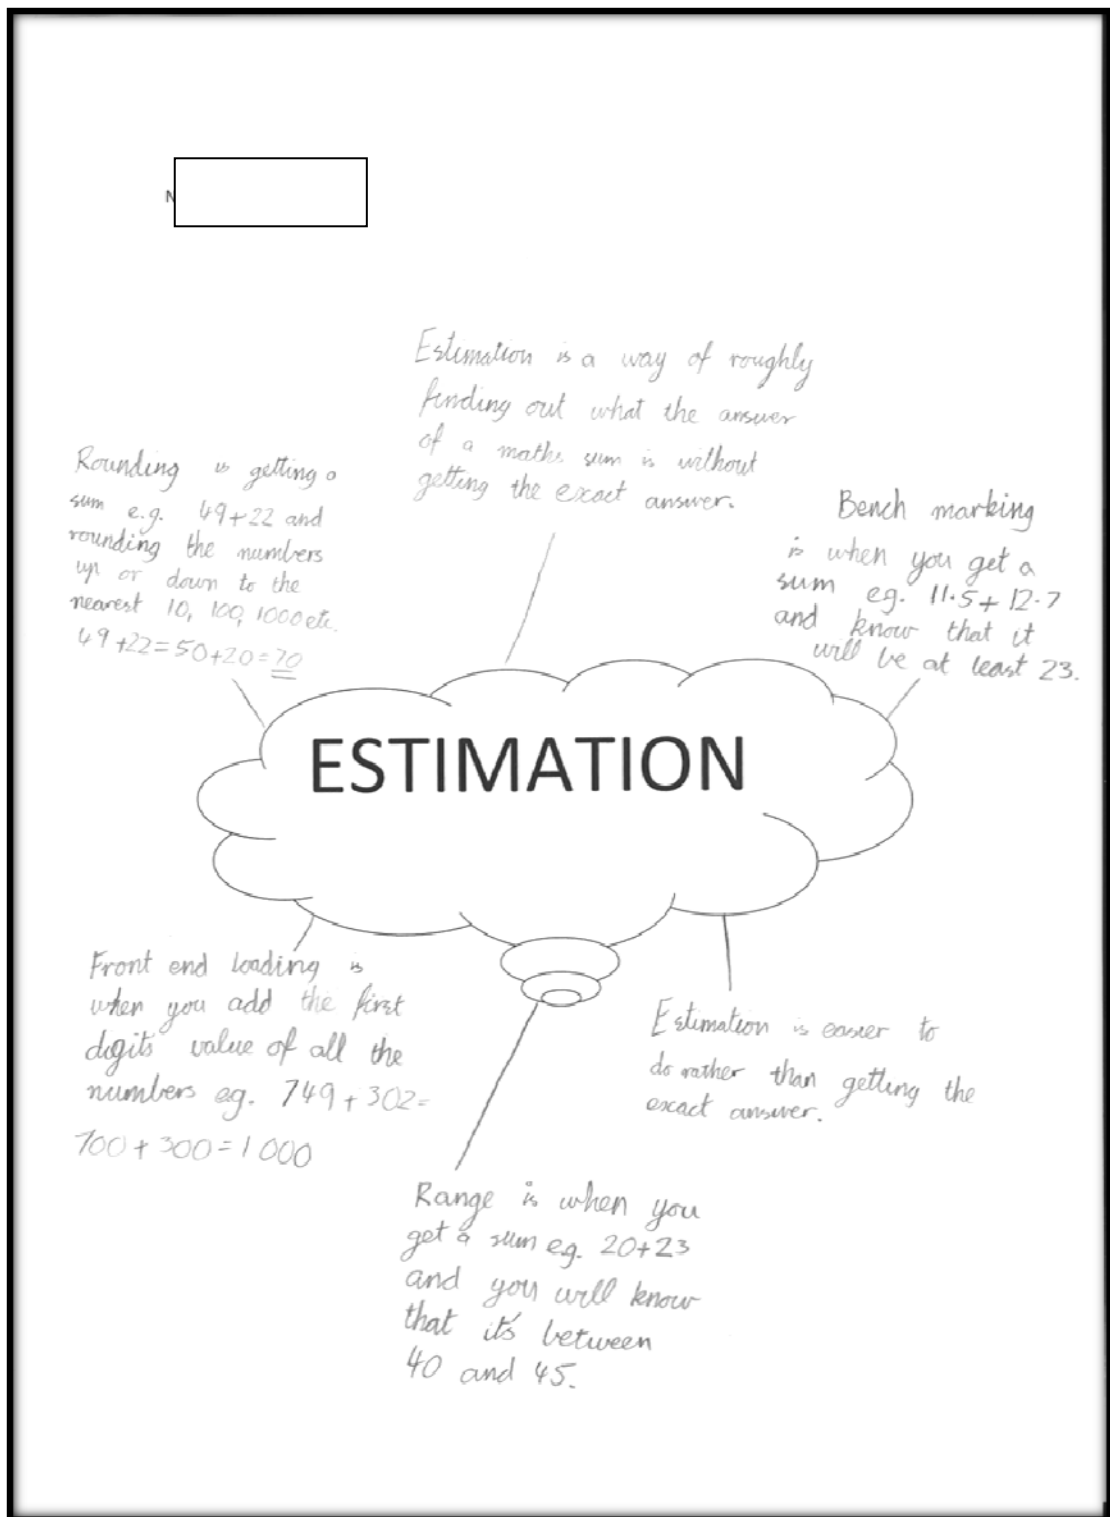 N
Estimation is a way of roughly
finding out what the answer
of a maths sum is without
getting the exact answer.
Rounding is getting a
sum e.g. 49+22 and
rounding the numbers
up or down to the
nearest 10, 100, 1000 etc.
49+22=50+20=70
Bench marking
is when you get a
sum eg. 11.5+12.7
and know that it
will be at least 23.
ESTIMATION
Front end loading is
when you add the first
digits' value of all the
numbers eg. 749+302=
700+300=1000
Estimation is easier to
do rather than getting the
exact answer.
Range is when you
get a sum eg. 20+23
and you will know
that it's between
40 and 45.